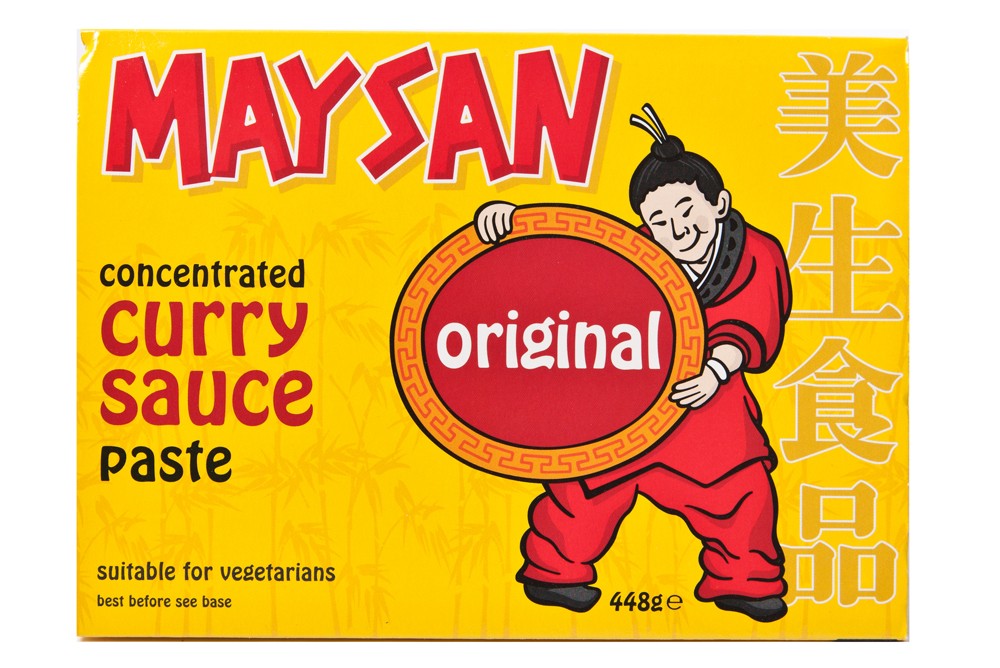 MAYSAN
concentrated
curry
sauce
paste
original
suitable for vegetarians
best before see base
448g℮
美生食品